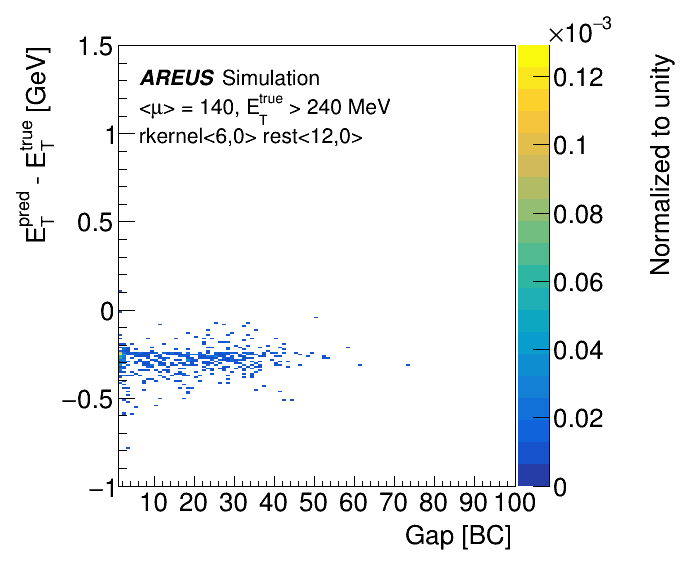 ×10⁻³
1.5
AREUS Simulation
<μ> = 140, E_T^true > 240 MeV
rkernel<6,0> rest<12,0>
E_T^pred - E_T^true [GeV]
1
0.5
0
−0.5
−1
10 20 30 40 50 60 70 80 90 100
Gap [BC]
0.12
0.1
0.08
0.06
0.04
0.02
0
Normalized to unity